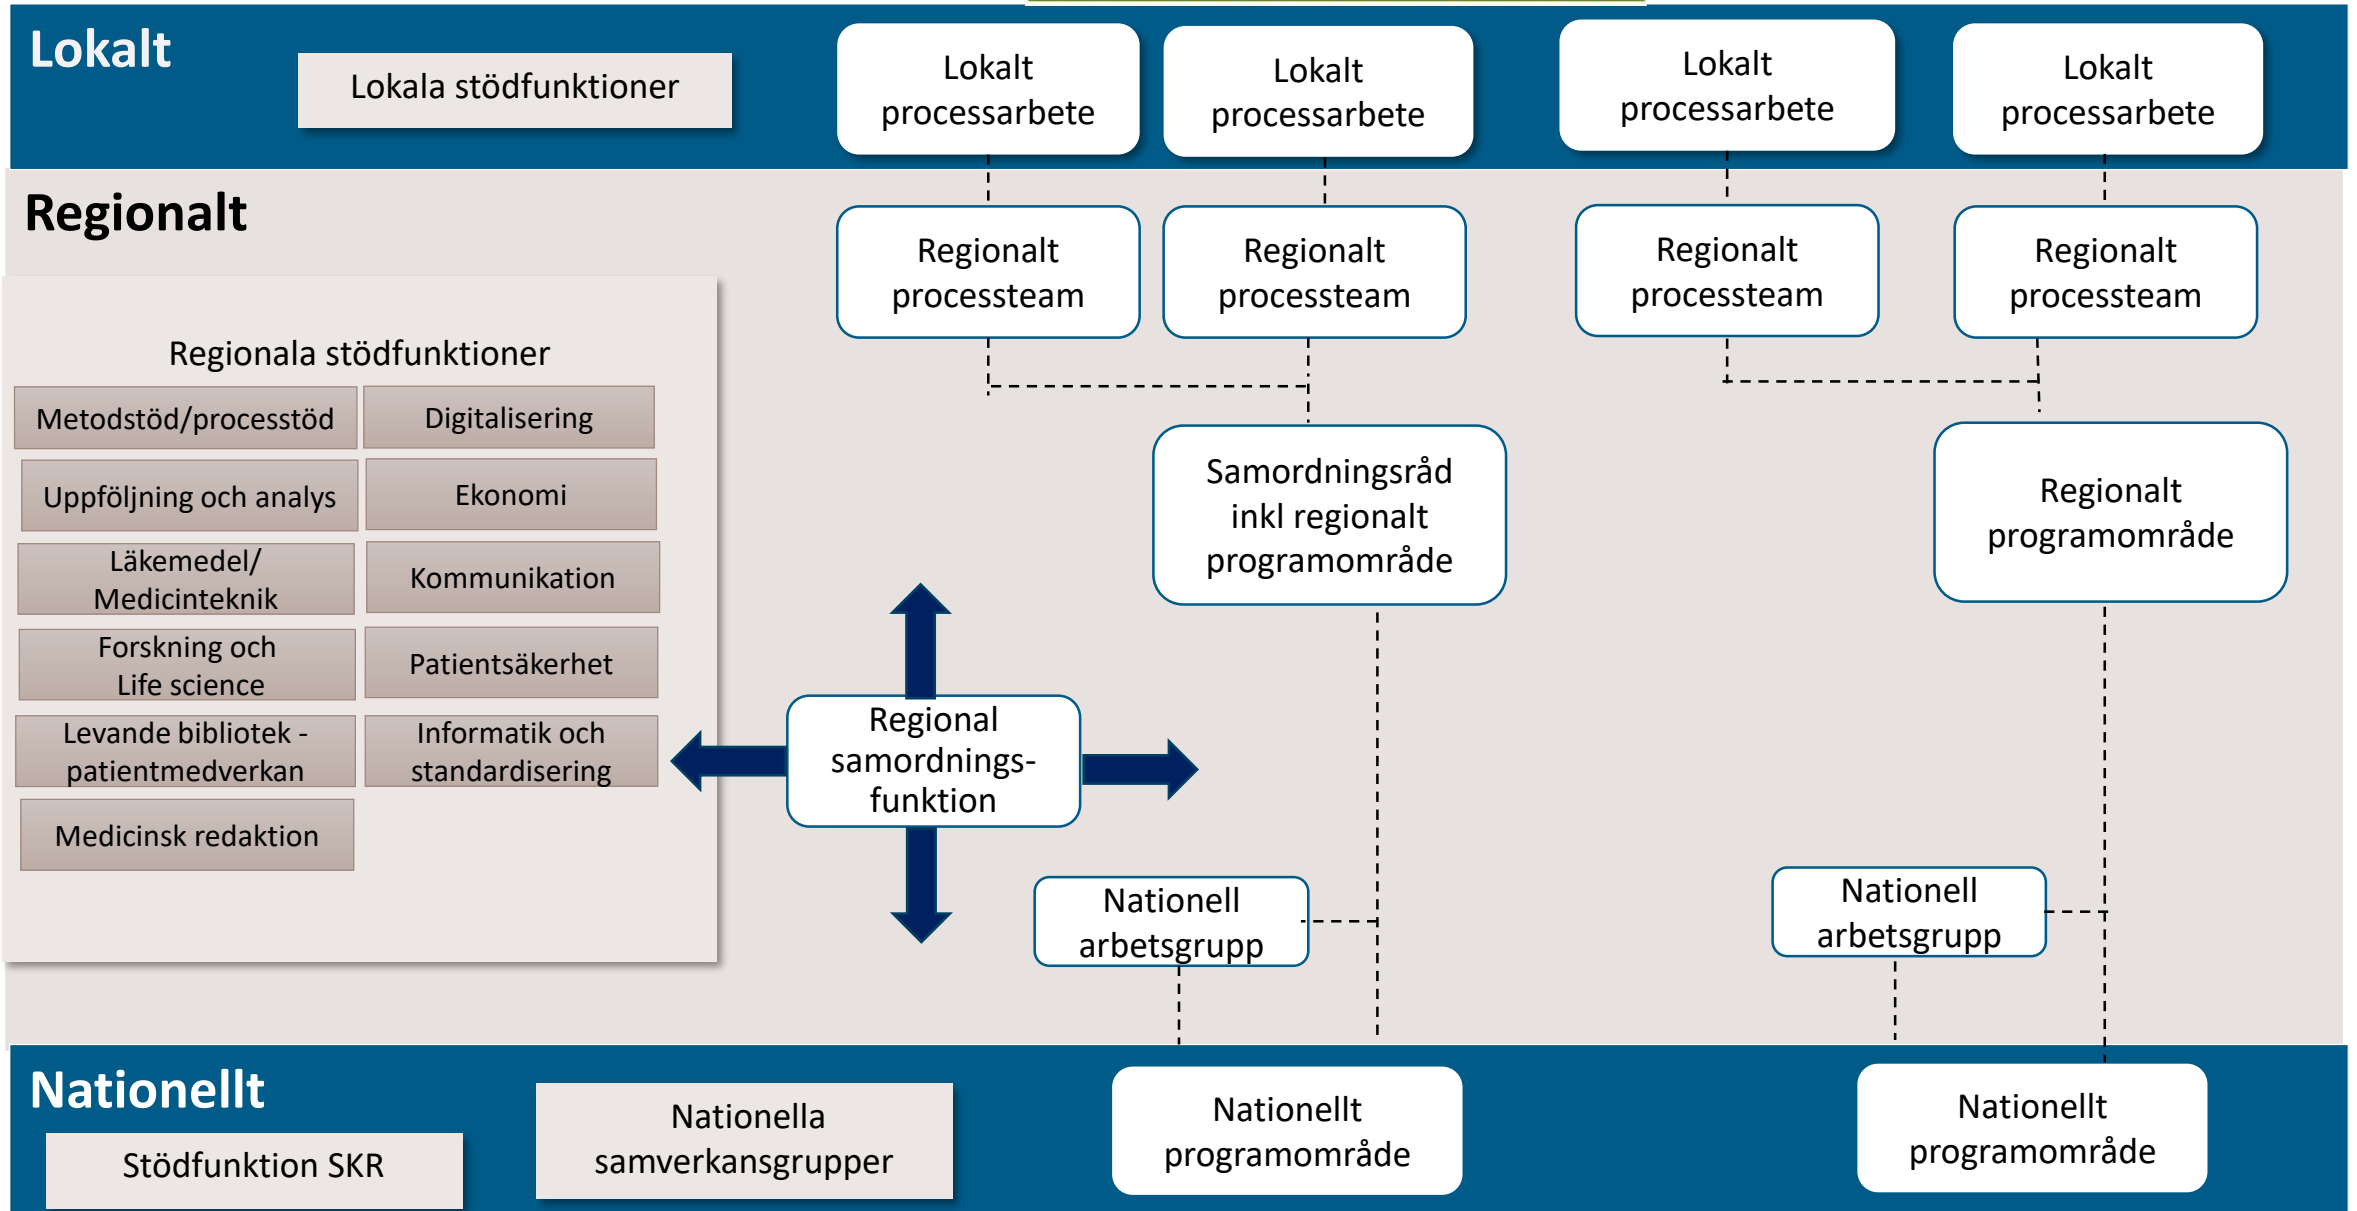 Lokalt
Lokala stödfunktioner
Lokalt
processarbete
Lokalt
processarbete
Lokalt
processarbete
Lokalt
processarbete
Regionalt
Regionalt
processteam
Regionalt
processteam
Regionalt
processteam
Regionalt
processteam
Regionala stödfunktioner
Metodstöd/processtöd
Digitalisering
Uppföljning och analys
Ekonomi
Läkemedel/
Medicinteknik
Kommunikation
Forskning och
Life science
Patientsäkerhet
Levande bibliotek -
patientmedverkan
Informatik och
standardisering
Medicinsk redaktion
Samordningsråd
inkl regionalt
programområde
Regionalt
programområde
Regional
samordnings-
funktion
Nationell
arbetsgrupp
Nationell
arbetsgrupp
Nationellt
Stödfunktion SKR
Nationella
samverkansgrupper
Nationellt
programområde
Nationellt
programområde